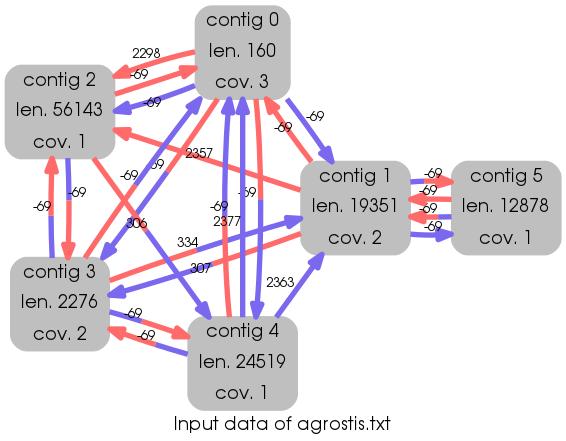 contig 0
len. 160
cov. 3
2298
-69
contig 2
len. 56143
cov. 1
-69
-69
-69
2357
contig 1
len. 19351
cov. 2
-69
-69
-69
-69
contig 5
len. 12878
cov. 1
-69
-69
-69
-69
306
-69
2377
-69
334
307
2363
contig 3
len. 2276
cov. 2
-69
-69
contig 4
len. 24519
cov. 1
Input data of agrostis.txt